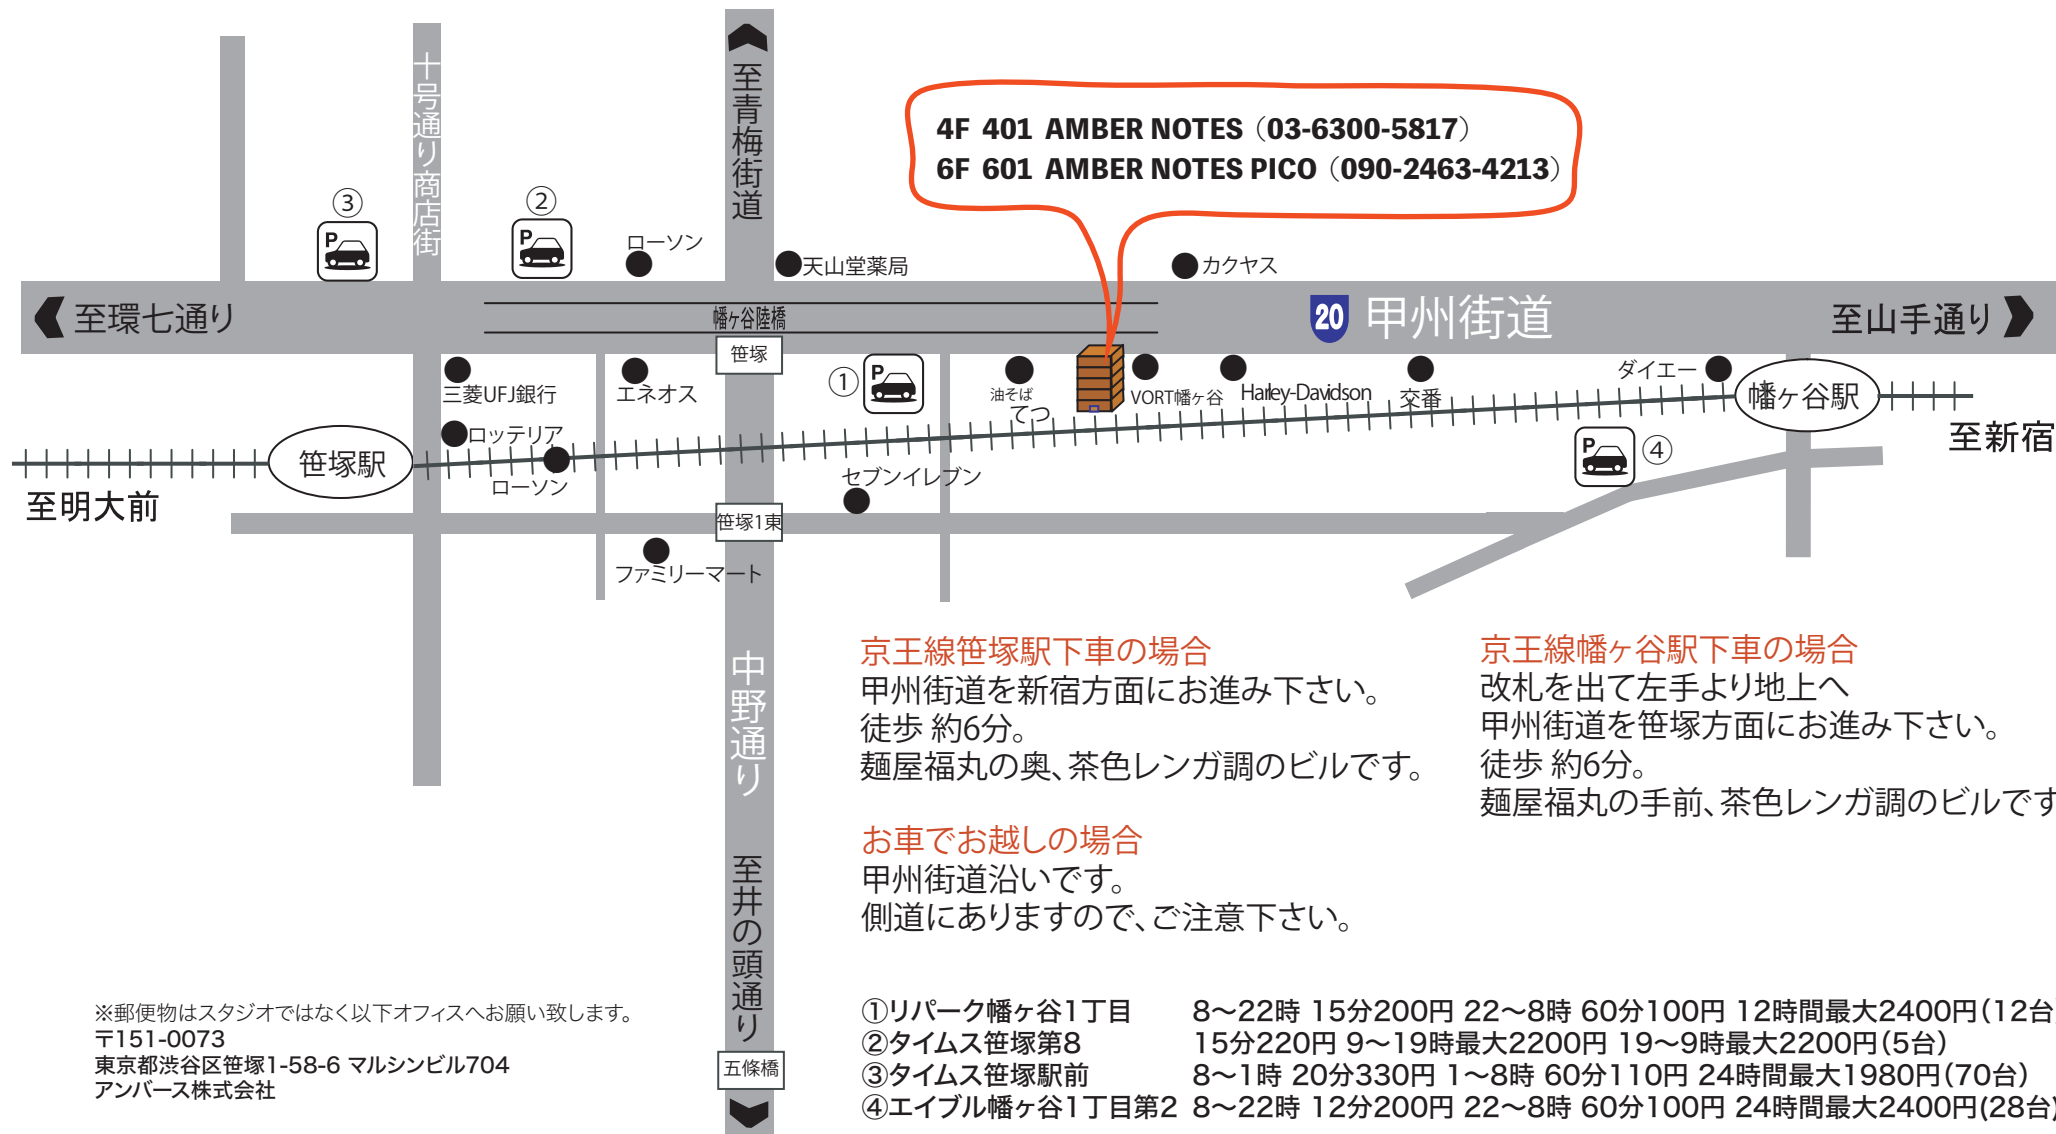 十号通り商店街
至青梅街道
4F 401 AMBER NOTES（03-6300-5817）
6F 601 AMBER NOTES PICO（090-2463-4213）
③
P
②
P
ローソン
天山堂薬局
カクヤス
至環七通り
幡ヶ谷陸橋
20 甲州街道
至山手通り
笹塚
三菱UFJ銀行
エネオス
①
P
油そば
てつ
VORT幡ヶ谷
Harley-Davidson
交番
ダイエー
幡ヶ谷駅
ロッテリア
笹塚駅
ローソン
至新宿
P
④
至明大前
セブンイレブン
笹塚1東
ファミリーマート
中野通り
京王線笹塚駅下車の場合
甲州街道を新宿方面にお進み下さい。
徒歩 約6分。
麺屋福丸の奥、茶色レンガ調のビルです。
京王線幡ヶ谷駅下車の場合
改札を出て左手より地上へ
甲州街道を笹塚方面にお進み下さい。
徒歩 約6分。
麺屋福丸の手前、茶色レンガ調のビルです
お車でお越しの場合
甲州街道沿いです。
側道にありますので、ご注意下さい。
至井の頭通り
五條橋
※郵便物はスタジオではなく以下オフィスへお願い致します。
〒151-0073
東京都渋谷区笹塚1-58-6 マルシンビル704
アンバース株式会社
①リパーク幡ヶ谷1丁目 8～22時 15分200円 22～8時 60分100円 12時間最大2400円（12台）
②タイムス笹塚第8 15分220円 9～19時最大2200円 19～9時最大2200円（5台）
③タイムス笹塚駅前 8～1時 20分330円 1～8時 60分110円 24時間最大1980円（70台）
④エイブル幡ヶ谷1丁目第2 8～22時 12分200円 22～8時 60分100円 24時間最大2400円(28台)